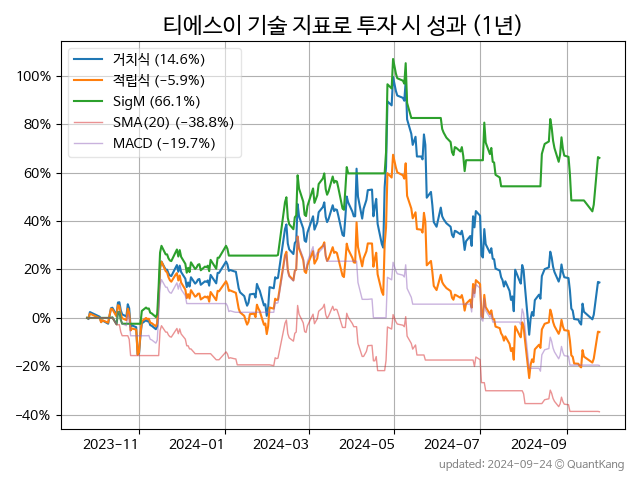 티에스이 기술 지표로 투자 시 성과 (1년)
거치식 (14.6%)
적립식 (−5.9%)
SigM (66.1%)
SMA(20) (−38.8%)
MACD (−19.7%)
100%
80%
60%
40%
20%
0%
−20%
−40%
2023-11 2024-01 2024-03 2024-05 2024-07 2024-09
updated: 2024-09-24 © QuantKang